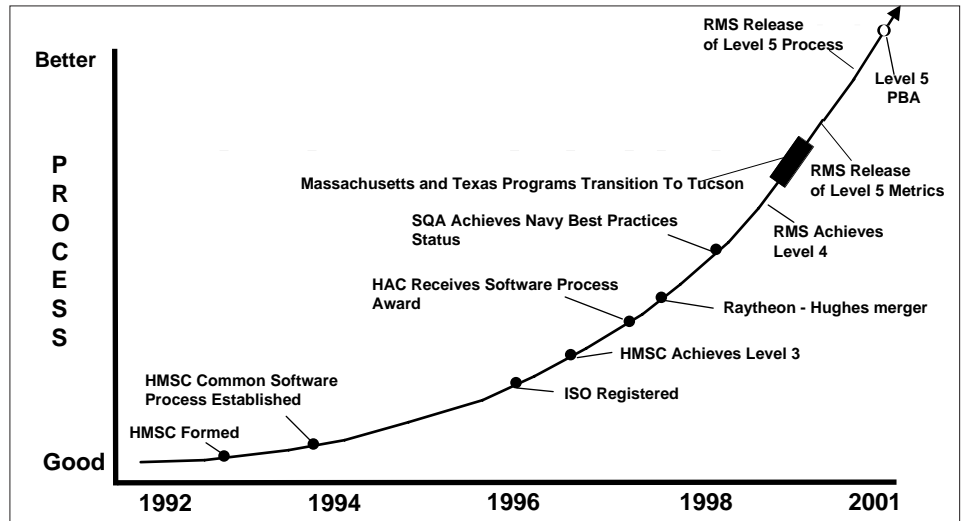 RMS Release
of Level 5 Process
Better
Level 5
PBA
PROCESS
Massachusetts and Texas Programs Transition To Tucson
RMS Release
of Level 5 Metrics
SQA Achieves Navy Best Practices
Status
RMS Achieves
Level 4
HAC Receives Software Process
Award
Raytheon - Hughes merger
HMSC Achieves Level 3
HMSC Common Software
Process Established
ISO Registered
HMSC Formed
Good
1992 1994 1996 1998 2001